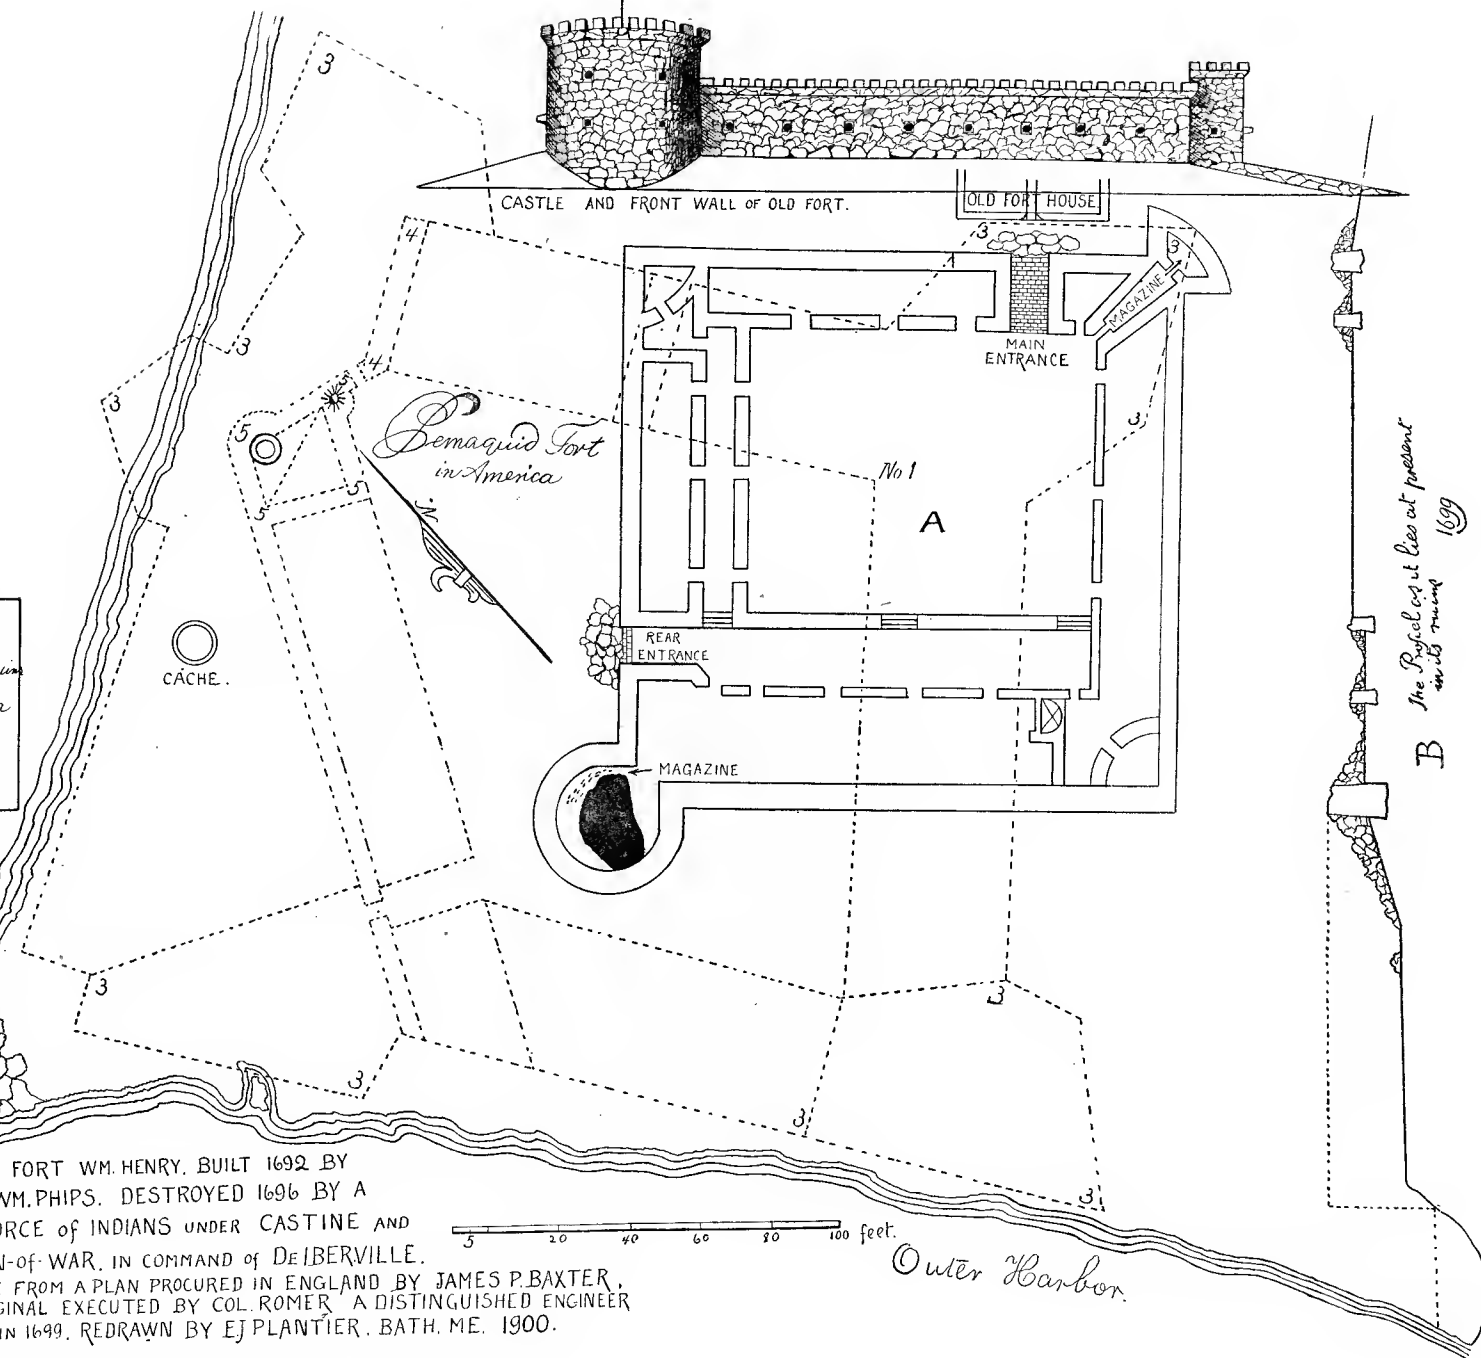 CASTLE AND FRONT WALL OF OLD FORT.
OLD FORT HOUSE
3
4
3
3
MAGAZINE
MAIN
ENTRANCE
3
4
5
3
3
5
5
5
Pemaquid Fort
in America
N
No 1
A
REAR
ENTRANCE
CACHE.
MAGAZINE
The Profiel as it lies at present
in its ruins 1699
B
3
3
3
3
3
FORT WM. HENRY. BUILT 1692 BY
WM. PHIPS. DESTROYED 1696 BY A
ORCE of INDIANS UNDER CASTINE AND
N-of-WAR, IN COMMAND of DeIBERVILLE.
FROM A PLAN PROCURED IN ENGLAND BY JAMES P. BAXTER,
GINAL EXECUTED BY COL. ROMER A DISTINGUISHED ENGINEER
IN 1699. REDRAWN BY EJ PLANTIER. BATH. ME. 1900.
5 20 40 60 80 100 feet.
Outer Harbor.